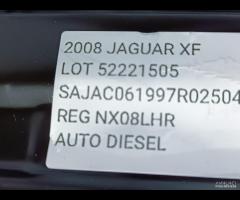 2008 JAGUAR XF
LOT 52221505
SAJAC061997R02504
REG NX08LHR
AUTO DIESEL